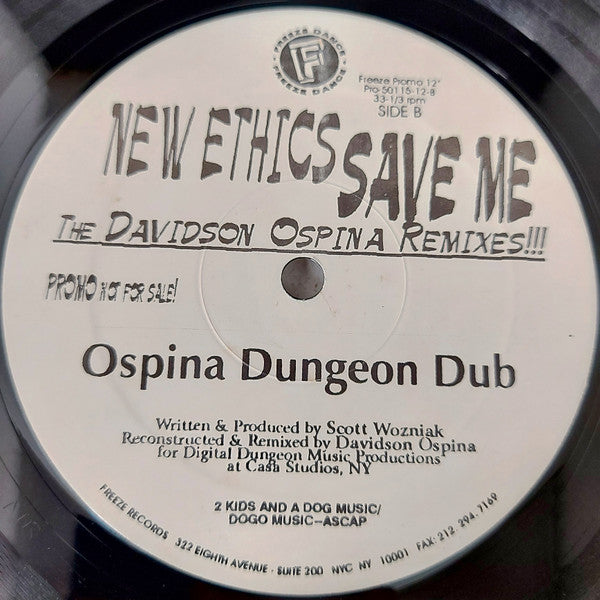 FREEZE DANCE · FREEZE DANCE ·
F
Freeze Promo 12"
Pro-50115-12-B
33-1/3 rpm
SIDE B
NEW ETHICS SAVE ME
THE DAVIDSON OSPINA REMIXES!!!
PROMO NOT FOR SALE!
Ospina Dungeon Dub
Written & Produced by Scott Wozniak
Reconstructed & Remixed by Davidson Ospina
for Digital Dungeon Music Productions
at Casa Studios, NY
2 KIDS AND A DOG MUSIC/
DOGO MUSIC–ASCAP
FREEZE RECORDS 322 EIGHTH AVENUE · SUITE 200 NYC NY 10001 FAX 212.294.7169